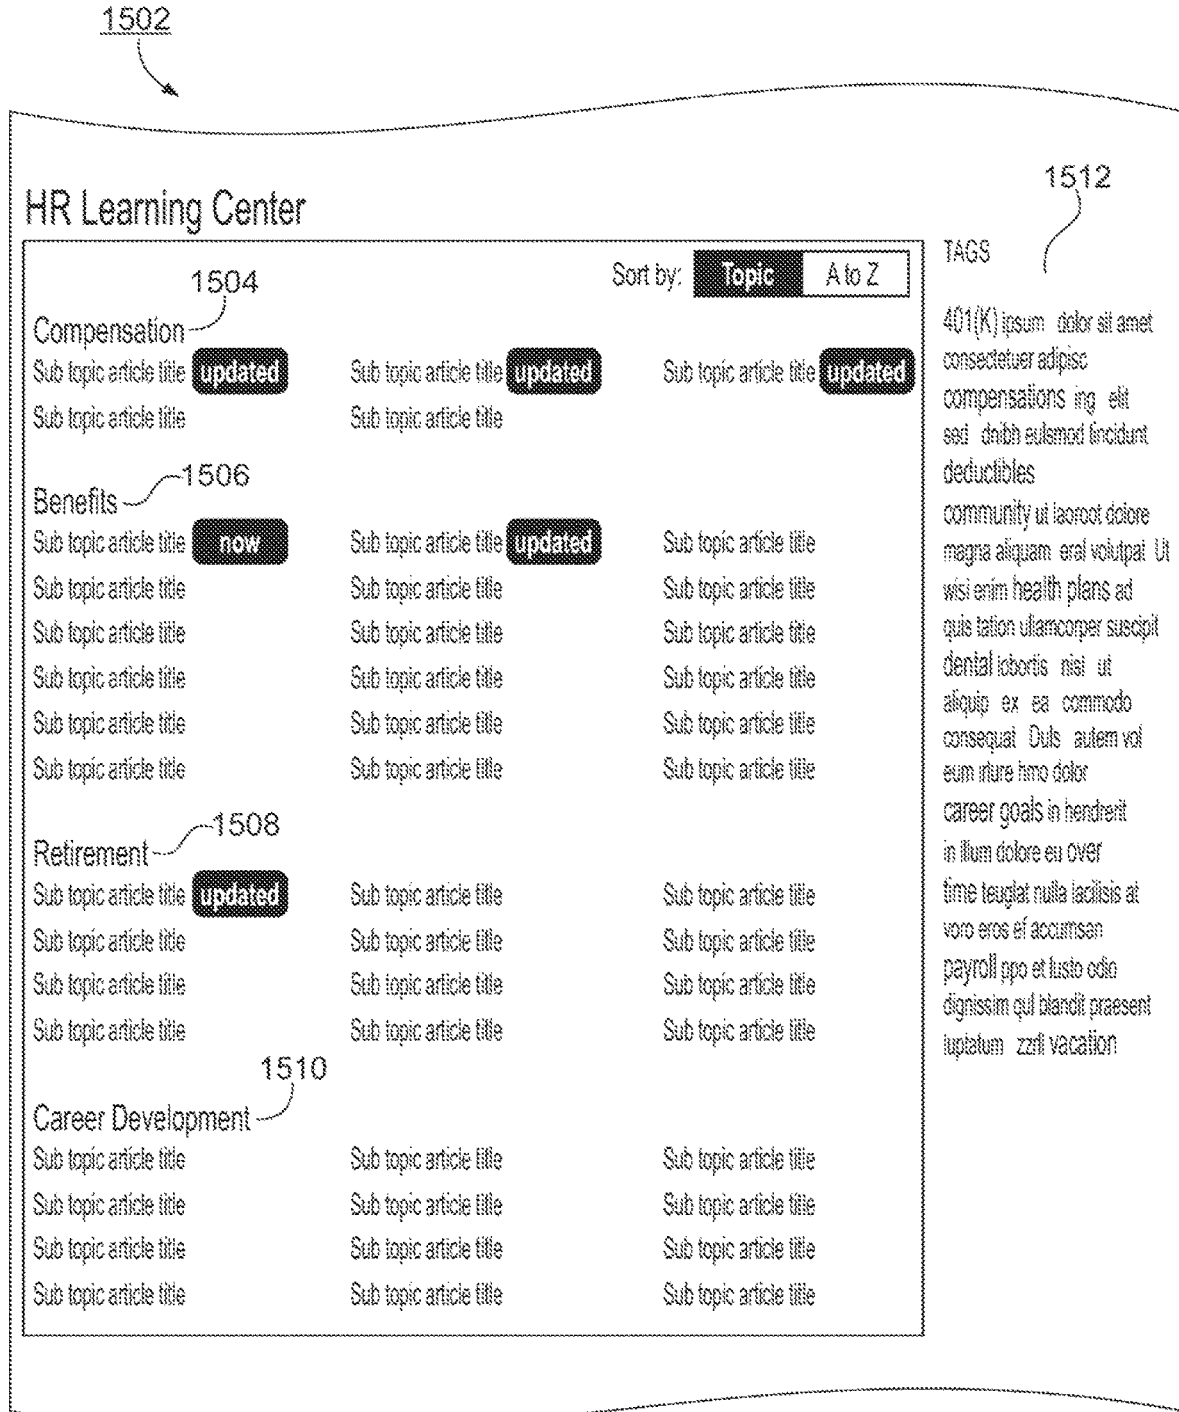 1502
HR Learning Center
Sort by: Topic A to Z
1504
Compensation
Sub topic article title updated Sub topic article title updated Sub topic article title updated
Sub topic article title Sub topic article title
1506
Benefits
Sub topic article title now Sub topic article title updated Sub topic article title
Sub topic article title Sub topic article title Sub topic article title
Sub topic article title Sub topic article title Sub topic article title
Sub topic article title Sub topic article title Sub topic article title
Sub topic article title Sub topic article title Sub topic article title
Sub topic article title Sub topic article title Sub topic article title
1508
Retirement
Sub topic article title updated Sub topic article title Sub topic article title
Sub topic article title Sub topic article title Sub topic article title
Sub topic article title Sub topic article title Sub topic article title
Sub topic article title Sub topic article title Sub topic article title
1510
Career Development
Sub topic article title Sub topic article title Sub topic article title
Sub topic article title Sub topic article title Sub topic article title
Sub topic article title Sub topic article title Sub topic article title
Sub topic article title Sub topic article title Sub topic article title
1512
TAGS
401(K) ipsum dolor sit amet
consectetuer adipisc
compensations ing elit
sed dnibh euismod tincidunt
deductibles
community ut laoroot dolore
magna aliquam erat volutpat Ut
wisi enim health plans ad
quis tation ullamcorper suscipit
dental lobortis nisl ut
aliquip ex ea commodo
consequat Duis autem vol
eum iriure hmo dolor
career goals in hendrerit
in illum dolore eu over
time teugiat nulla facilisis at
voro eros et accumsan
payroll ppo et iusto odio
dignissim qui blandit praesent
luptatum zzril vacation